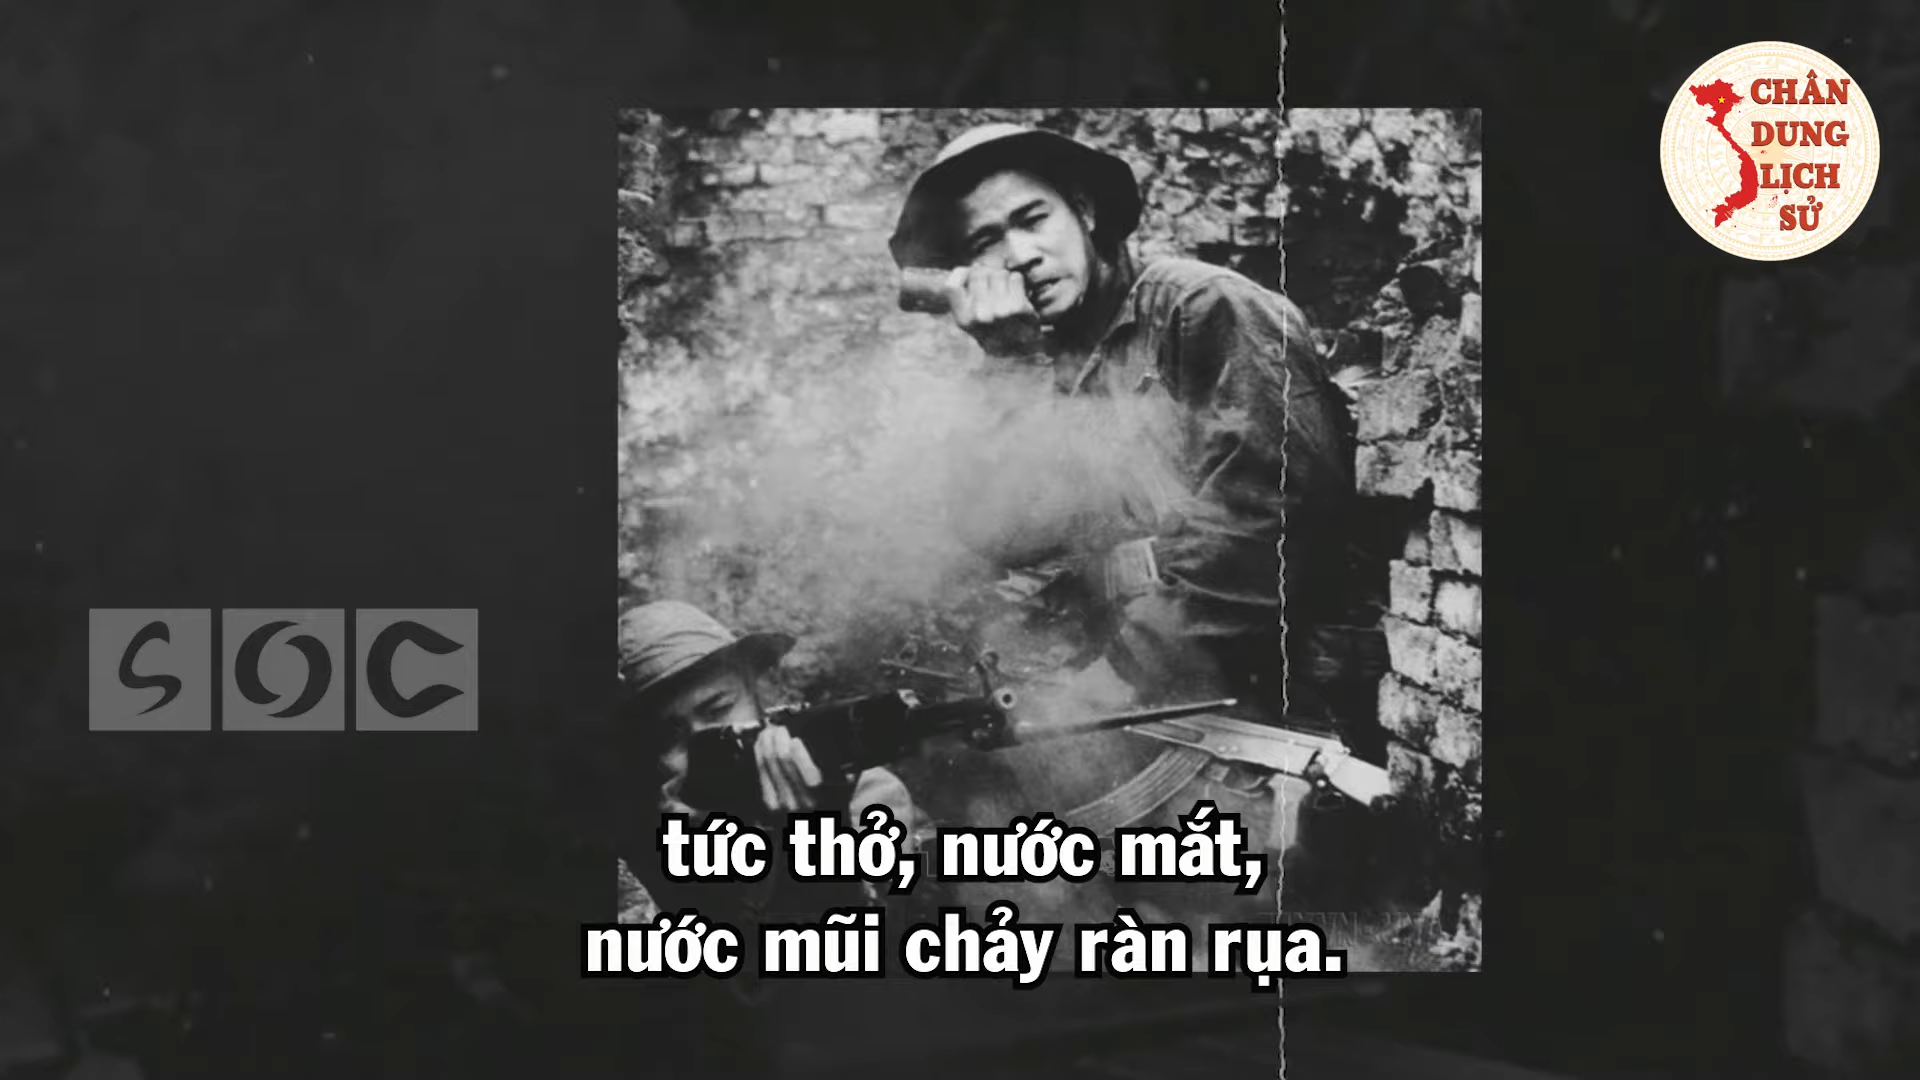 CHÂN
DUNG
LỊCH
SỬ
SOC
tức thở, nước mắt,
nước mũi chảy ràn rụa.